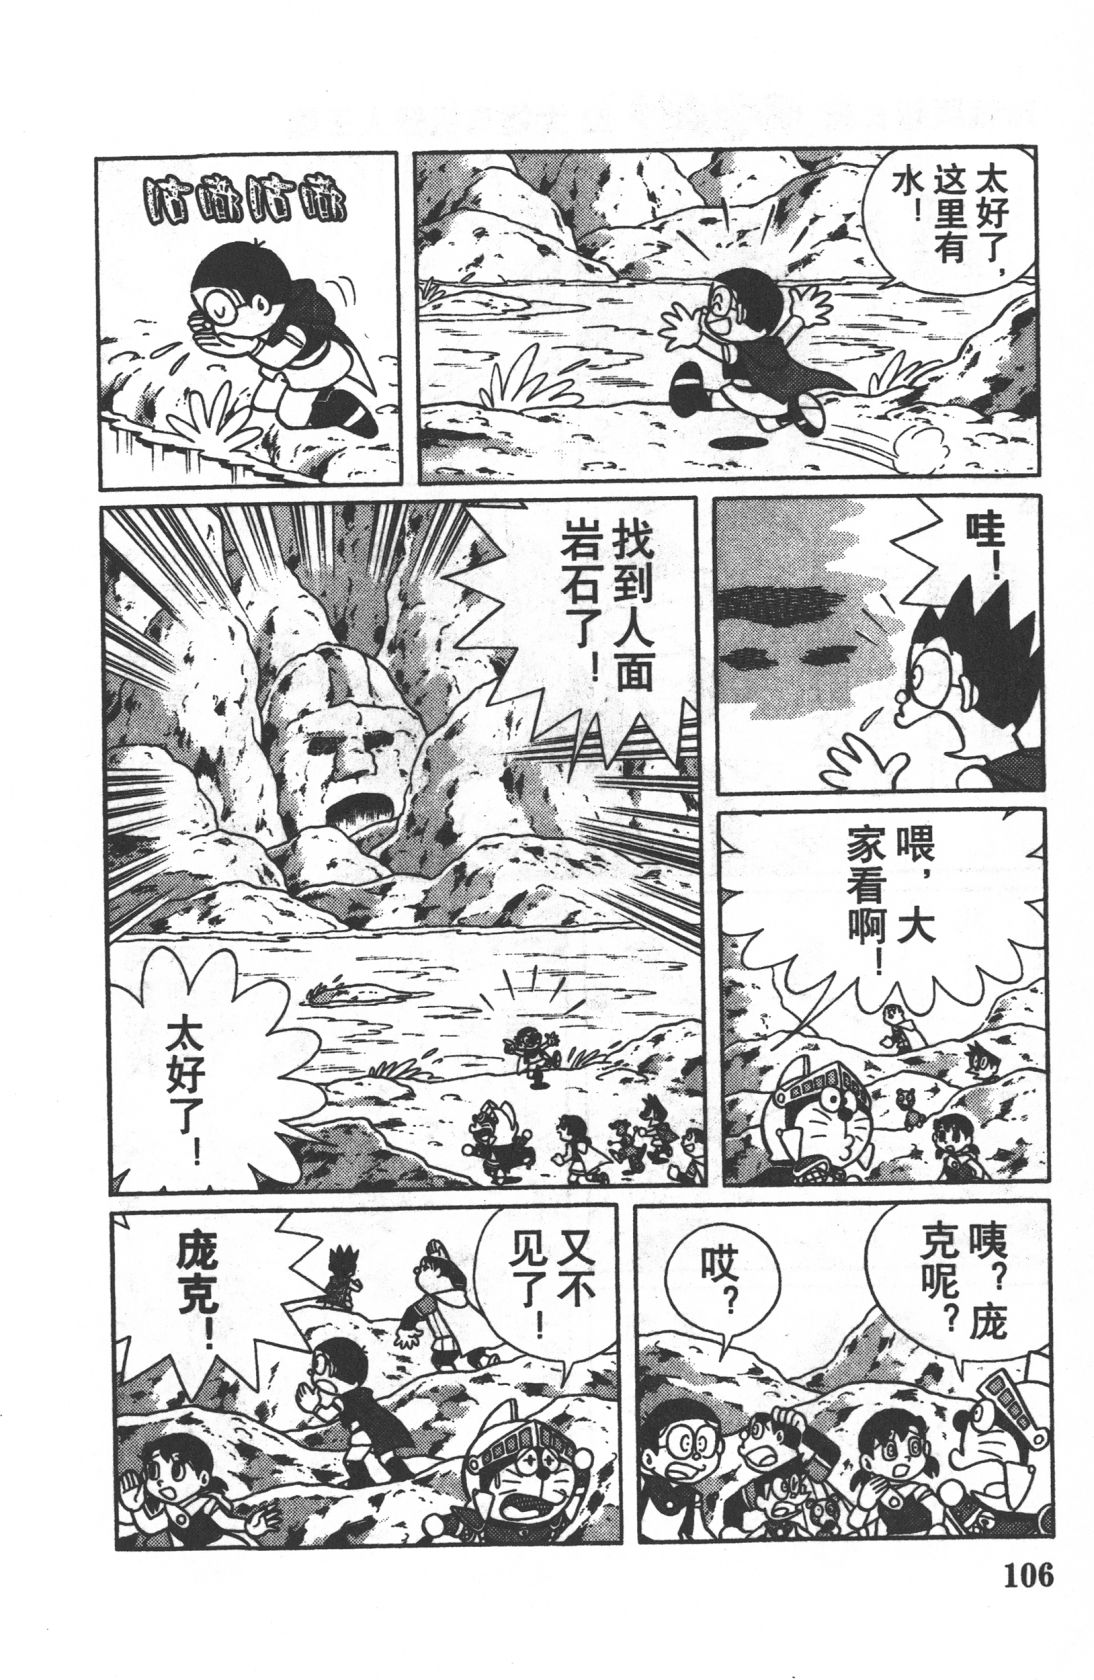 太好了，
这里有
水！
咕嘟咕嘟
哇！
喂，大
家看啊！
找到人面
岩石了！
太好了！
咦？庞
克呢？
哎？
又不
见了！
庞克！
106